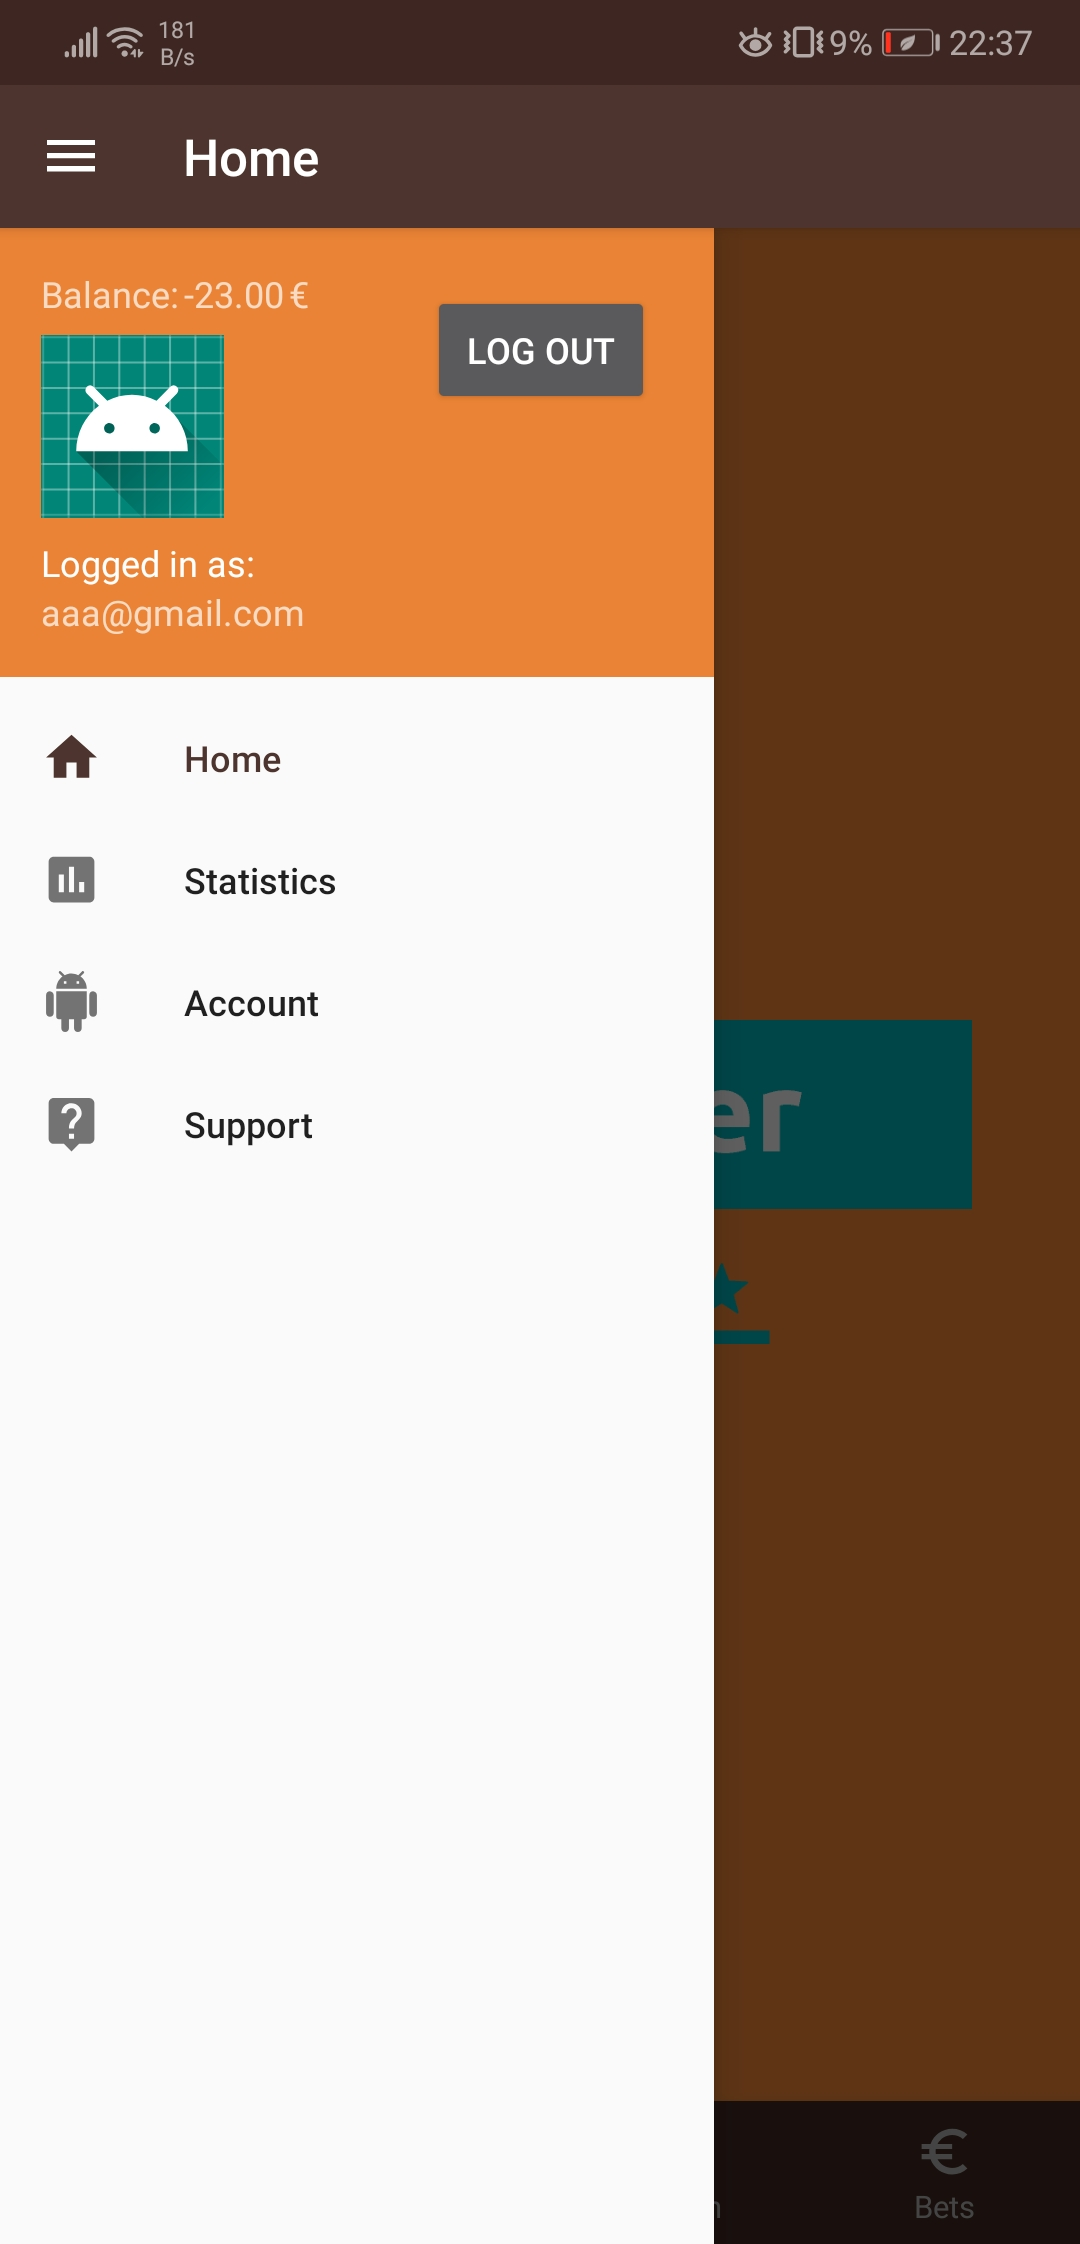 181
B/s
9% 22:37
Home
Balance: -23.00 €
LOG OUT
Logged in as:
aaa@gmail.com
Home
Statistics
Account
Support
er
€
Bets